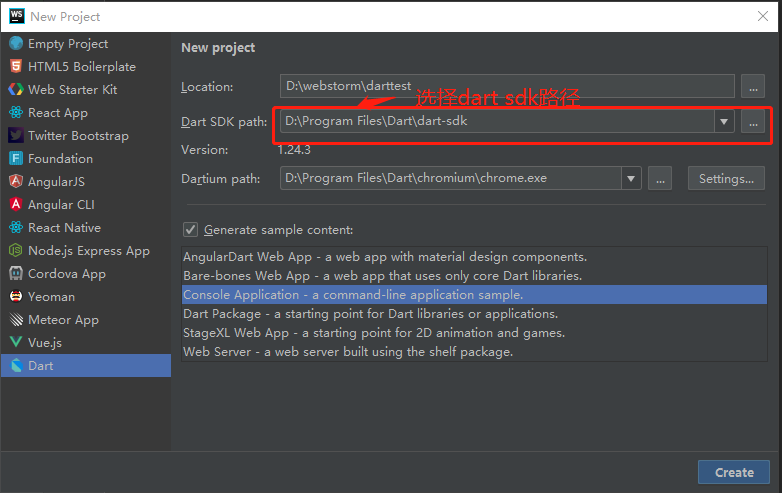 WS New Project
Empty Project
HTML5 Boilerplate
Web Starter Kit
React App
Twitter Bootstrap
Foundation
AngularJS
Angular CLI
React Native
Node.js Express App
Cordova App
Yeoman
Meteor App
Vue.js
Dart
New project
Location: D:\webstorm\darttest ...
选择dart sdk路径
Dart SDK path: D:\Program Files\Dart\dart-sdk ...
Version: 1.24.3
Dartium path: D:\Program Files\Dart\chromium\chrome.exe ... Settings...
Generate sample content:
AngularDart Web App - a web app with material design components.
Bare-bones Web App - a web app that uses only core Dart libraries.
Console Application - a command-line application sample.
Dart Package - a starting point for Dart libraries or applications.
StageXL Web App - a starting point for 2D animation and games.
Web Server - a web server built using the shelf package.
Create